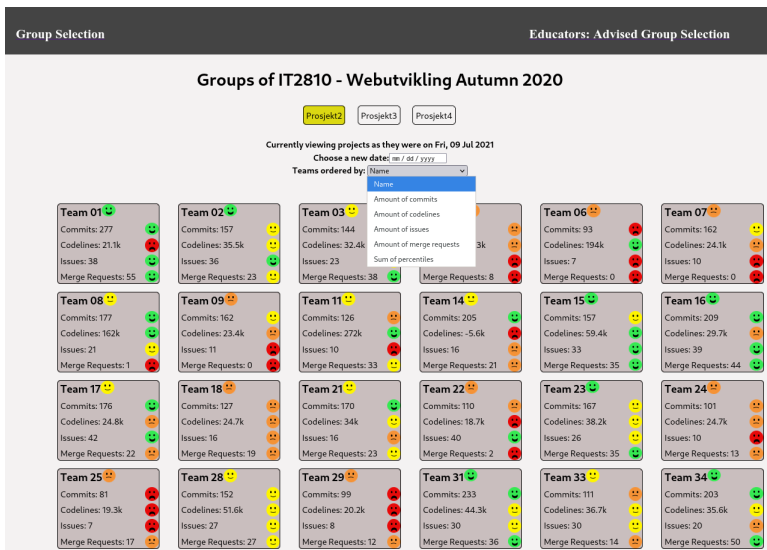 Group Selection
Educators: Advised Group Selection
Groups of IT2810 - Webutvikling Autumn 2020
Prosjekt2 Prosjekt3 Prosjekt4
Currently viewing projects as they were on Fri, 09 Jul 2021
Choose a new date: mm / dd / yyyy
Teams ordered by: Name
Name
Amount of commits
Amount of codelines
Amount of issues
Amount of merge requests
Sum of percentiles
Team 01
Commits: 277
Codelines: 21.1k
Issues: 38
Merge Requests: 55
Team 02
Commits: 157
Codelines: 35.5k
Issues: 36
Merge Requests: 23
Team 03
Commits: 144
Codelines: 32.4k
Issues: 23
Merge Requests: 38
3k
Merge Requests: 8
Team 06
Commits: 93
Codelines: 194k
Issues: 7
Merge Requests: 0
Team 07
Commits: 162
Codelines: 24.1k
Issues: 10
Merge Requests: 0
Team 08
Commits: 177
Codelines: 162k
Issues: 21
Merge Requests: 1
Team 09
Commits: 162
Codelines: 23.4k
Issues: 11
Merge Requests: 0
Team 11
Commits: 126
Codelines: 272k
Issues: 10
Merge Requests: 33
Team 14
Commits: 205
Codelines: -5.6k
Issues: 16
Merge Requests: 21
Team 15
Commits: 157
Codelines: 59.4k
Issues: 33
Merge Requests: 35
Team 16
Commits: 209
Codelines: 29.7k
Issues: 39
Merge Requests: 44
Team 17
Commits: 176
Codelines: 24.8k
Issues: 42
Merge Requests: 22
Team 18
Commits: 127
Codelines: 24.7k
Issues: 16
Merge Requests: 19
Team 21
Commits: 170
Codelines: 34k
Issues: 16
Merge Requests: 23
Team 22
Commits: 110
Codelines: 18.7k
Issues: 40
Merge Requests: 2
Team 23
Commits: 167
Codelines: 38.2k
Issues: 26
Merge Requests: 35
Team 24
Commits: 101
Codelines: 24.7k
Issues: 10
Merge Requests: 13
Team 25
Commits: 81
Codelines: 19.3k
Issues: 7
Merge Requests: 17
Team 28
Commits: 152
Codelines: 51.6k
Issues: 27
Merge Requests: 27
Team 29
Commits: 99
Codelines: 20.2k
Issues: 8
Merge Requests: 12
Team 31
Commits: 233
Codelines: 44.3k
Issues: 30
Merge Requests: 36
Team 33
Commits: 111
Codelines: 36.7k
Issues: 30
Merge Requests: 14
Team 34
Commits: 203
Codelines: 35.6k
Issues: 20
Merge Requests: 50